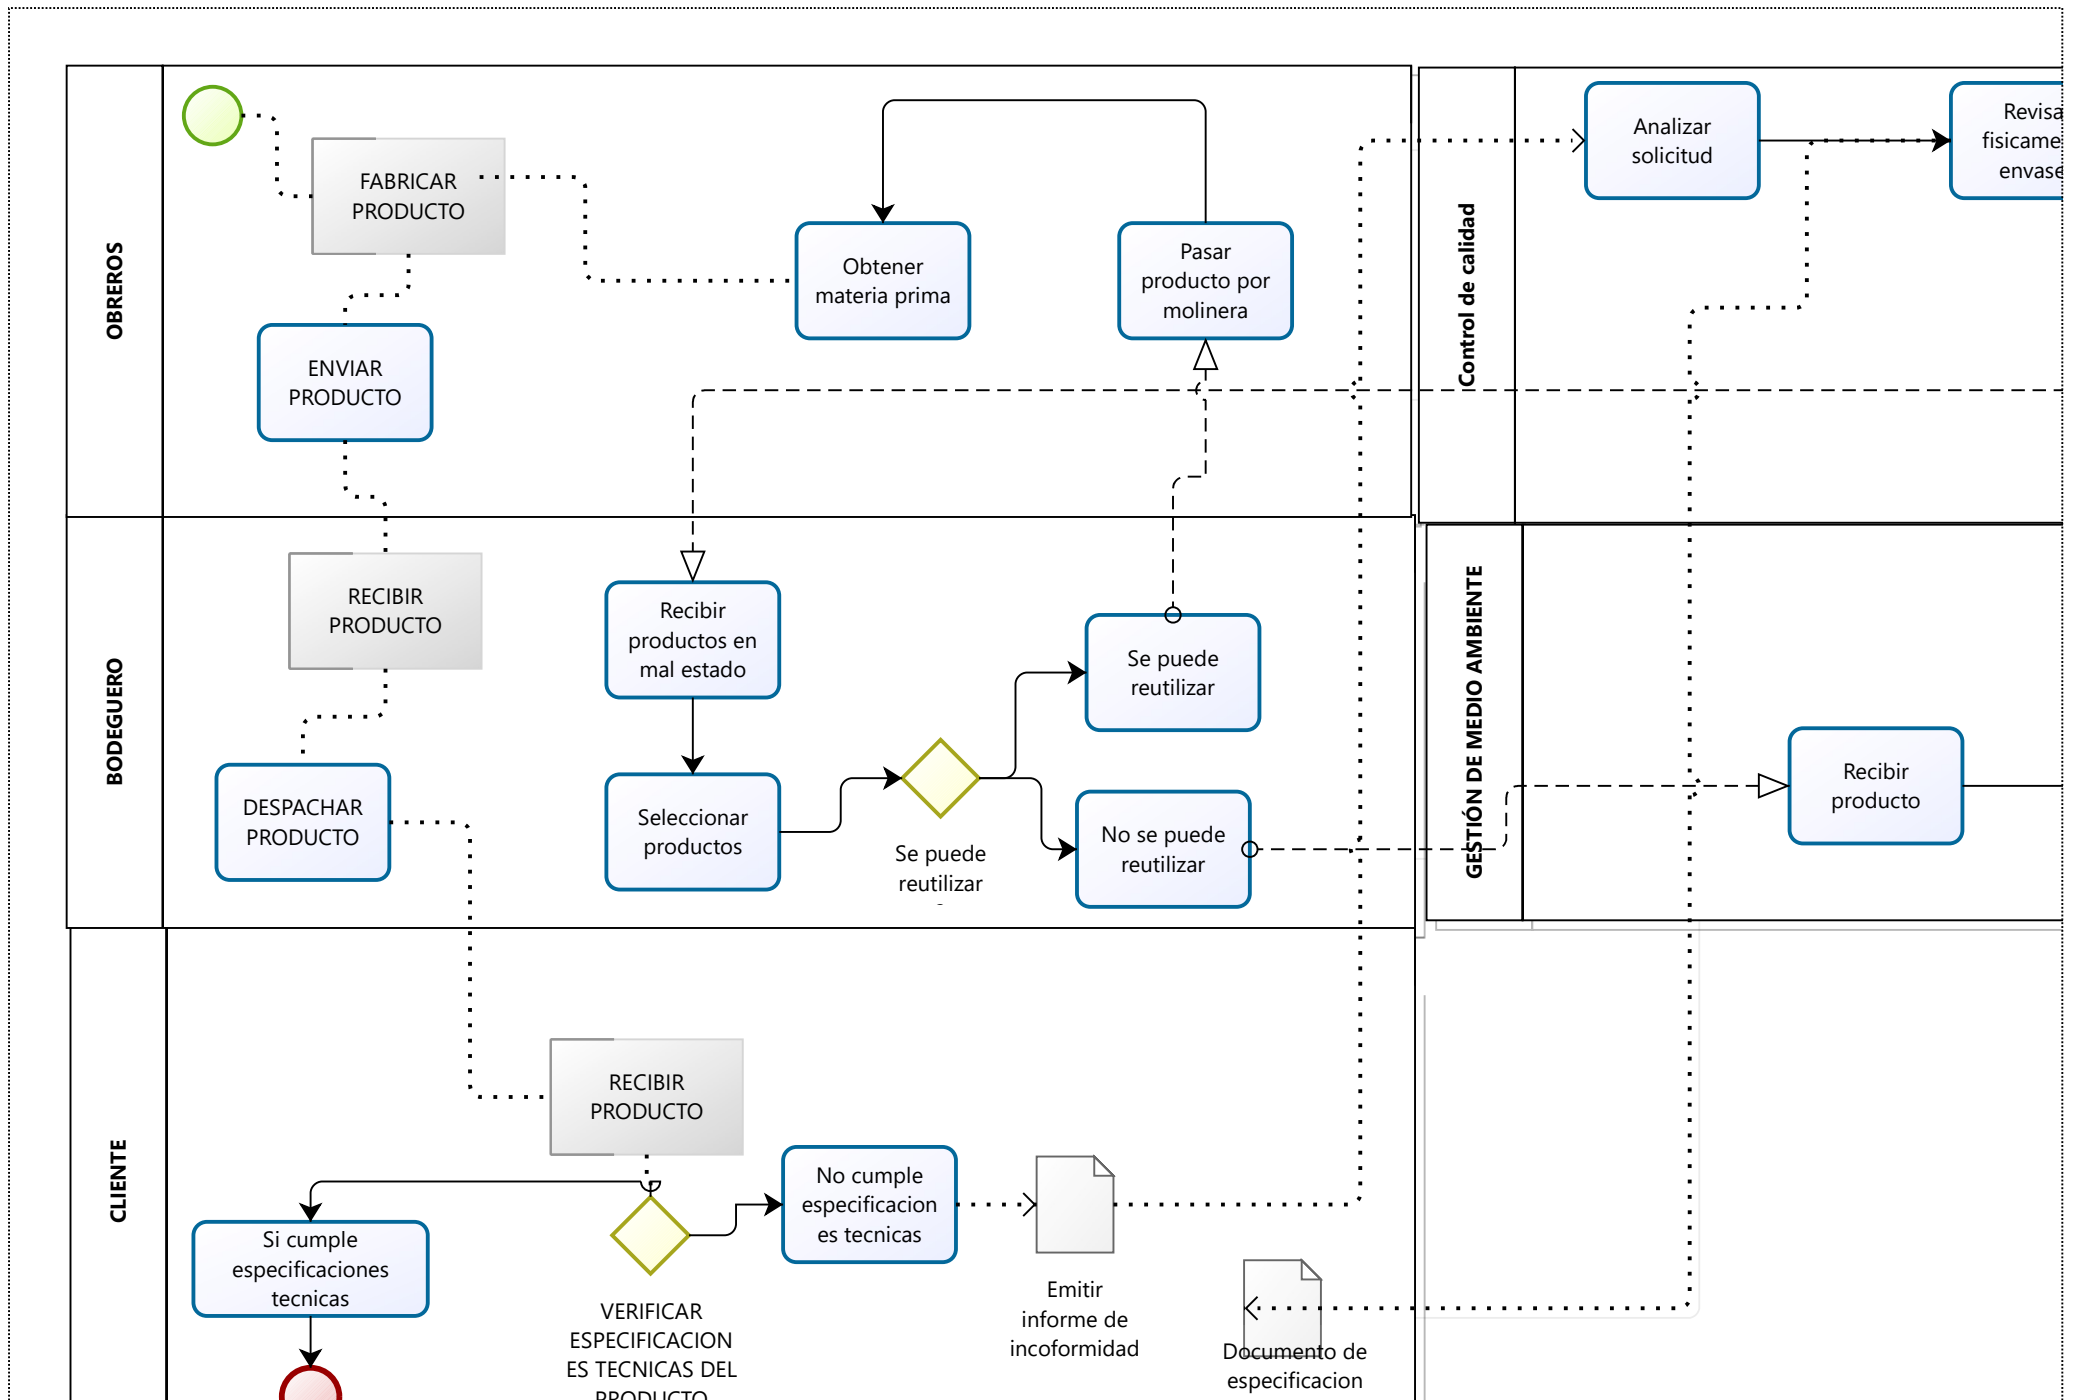 OBREROS
FABRICAR
PRODUCTO
ENVIAR
PRODUCTO
Obtener
materia prima
Pasar
producto por
molinera
Control de calidad
Analizar
solicitud
Revisa
fisicame
envase
BODEGUERO
RECIBIR
PRODUCTO
DESPACHAR
PRODUCTO
Recibir
productos en
mal estado
Seleccionar
productos
Se puede
reutilizar
Se puede
reutilizar
No se puede
reutilizar
GESTIÓN DE MEDIO AMBIENTE
Recibir
producto
CLIENTE
RECIBIR
PRODUCTO
Si cumple
especificaciones
tecnicas
VERIFICAR
ESPECIFICACION
ES TECNICAS DEL
PRODUCTO
No cumple
especificacion
es tecnicas
Emitir
informe de
incoformidad
Documento de
especificacion